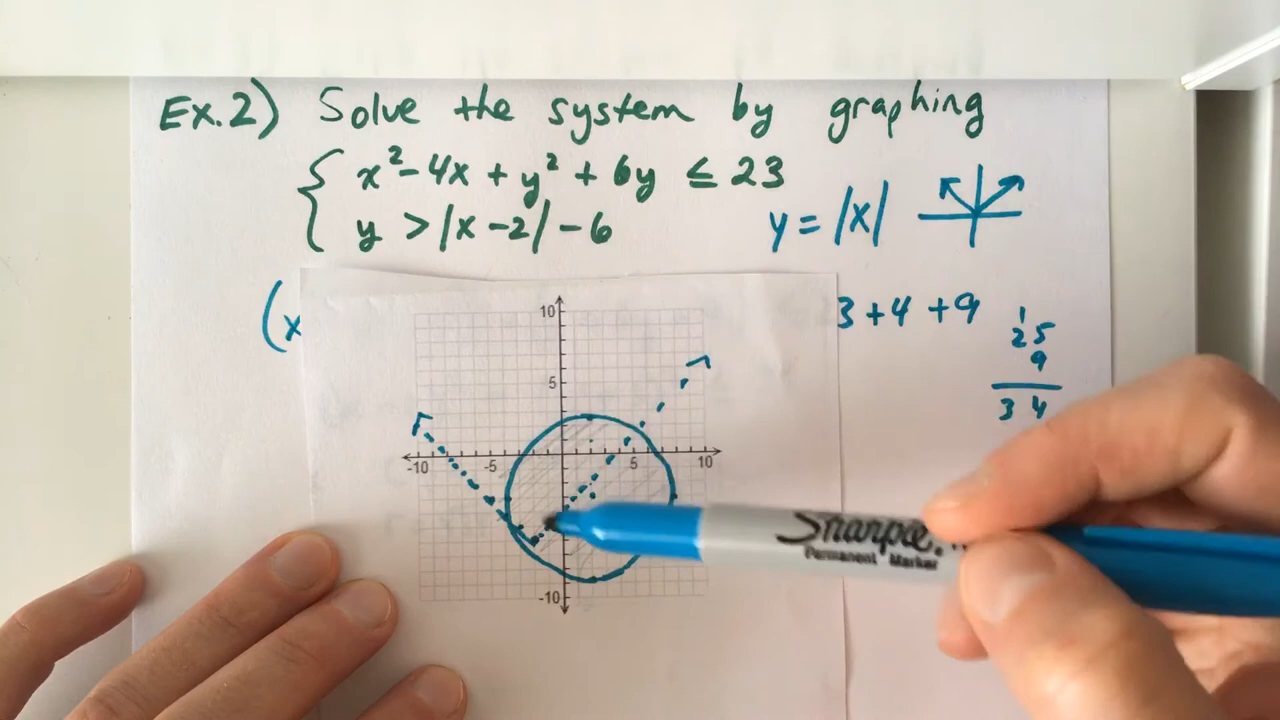 Ex.2) Solve the system by graphing
x² - 4x + y² + 6y ≤ 23
y > |x - 2| - 6
y = |x|
(x
3 + 4 + 9
1
25
9
34
10
5
-10 -5 5 10
-10
Sharpie.
Permanent Marker